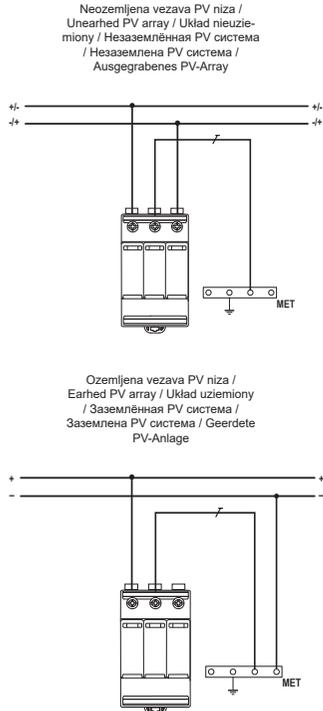 Neozemljena vezava PV niza /
Unearhed PV array / Układ nieuzie-
miony / Незаземлённая PV система
/ Незаземлена PV система /
Ausgegrabenes PV-Array
+/- +/-
-/+ -/+
MET
Ozemljena vezava PV niza /
Earhed PV array / Układ uziemiony
/ Заземлённая PV система /
Заземлена PV система / Geerdete
PV-Anlage
+ +
– –
MET